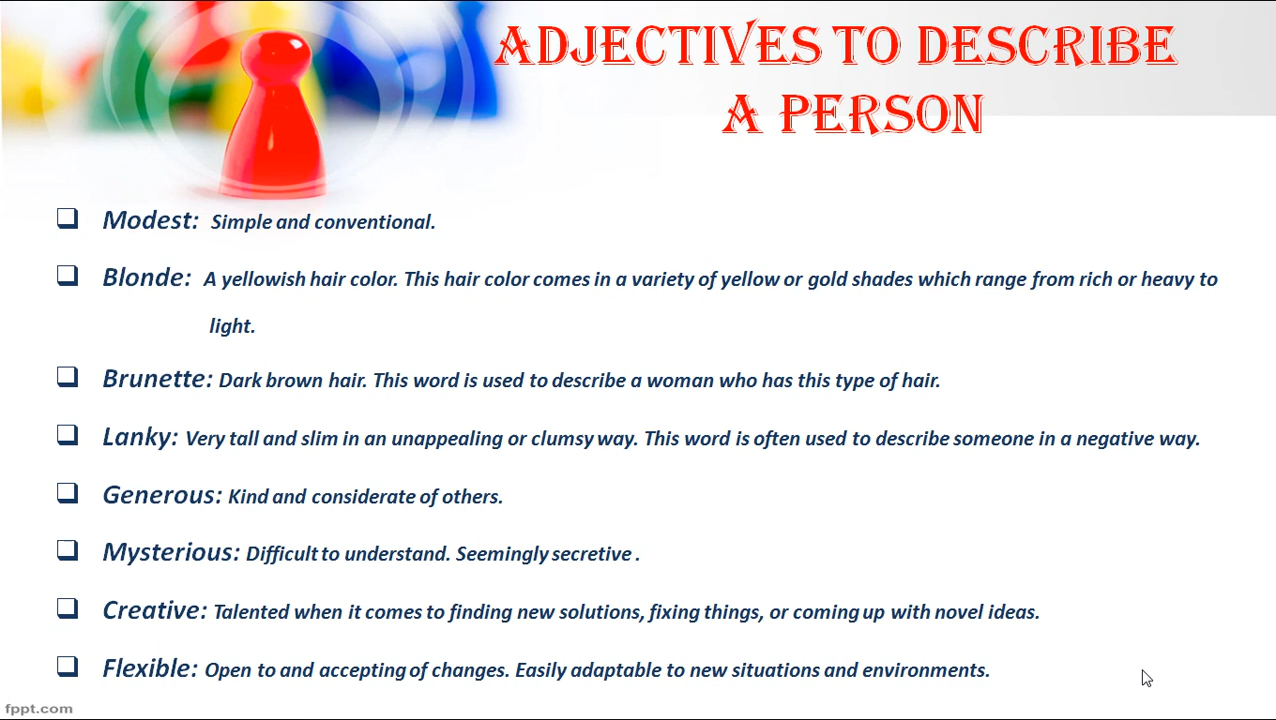 ADJECTIVES TO DESCRIBE
A PERSON
Modest: Simple and conventional.
Blonde: A yellowish hair color. This hair color comes in a variety of yellow or gold shades which range from rich or heavy to
light.
Brunette: Dark brown hair. This word is used to describe a woman who has this type of hair.
Lanky: Very tall and slim in an unappealing or clumsy way. This word is often used to describe someone in a negative way.
Generous: Kind and considerate of others.
Mysterious: Difficult to understand. Seemingly secretive .
Creative: Talented when it comes to finding new solutions, fixing things, or coming up with novel ideas.
Flexible: Open to and accepting of changes. Easily adaptable to new situations and environments.
fppt.com